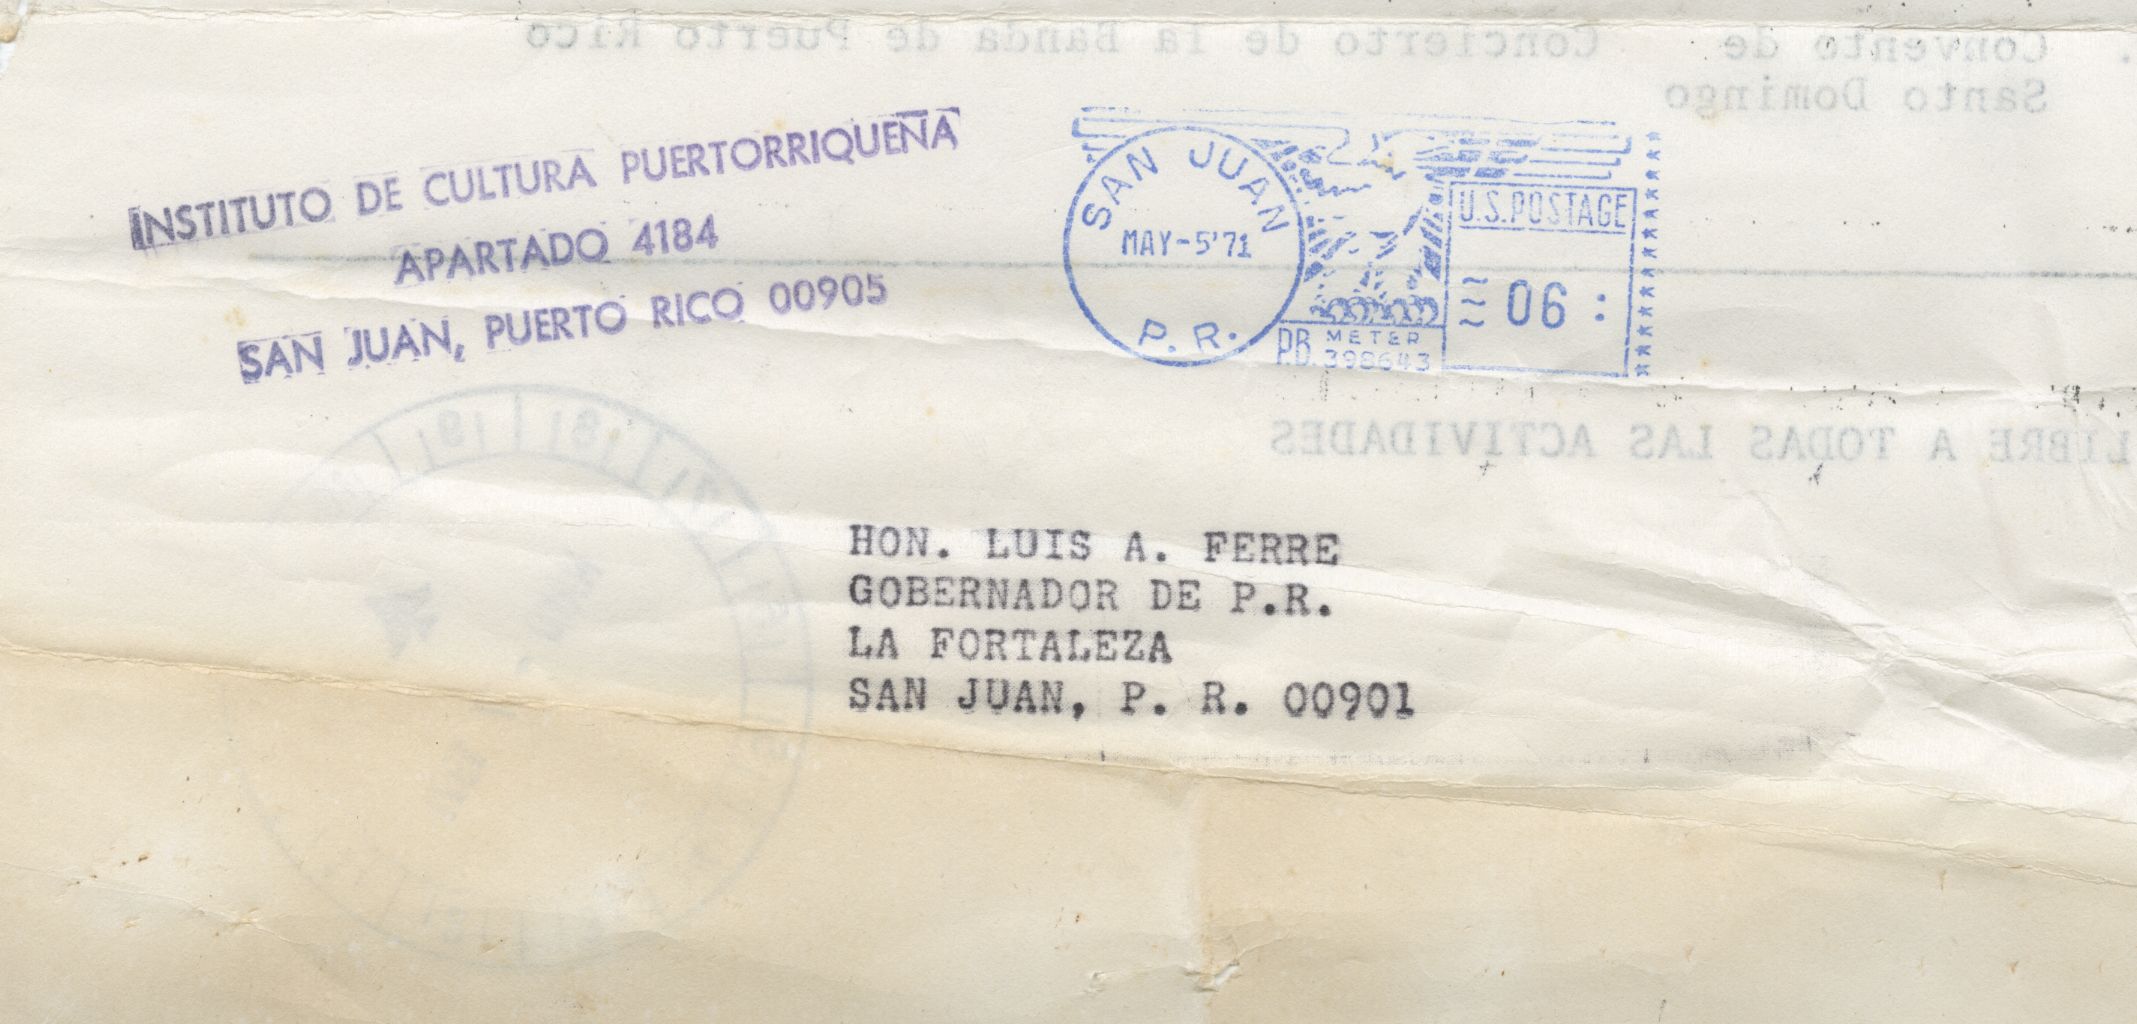 Convento de Concierto de la Banda de Puerto Rico
Santo Domingo
INSTITUTO DE CULTURA PUERTORRIQUEÑA
APARTADO 4184
SAN JUAN, PUERTO RICO 00905
SAN JUAN
MAY-5'71
P. R.
U.S. POSTAGE
06
P.B. METER
398643
LIBRE A TODAS LAS ACTIVIDADES
HON. LUIS A. FERRE
GOBERNADOR DE P.R.
LA FORTALEZA
SAN JUAN, P. R. 00901